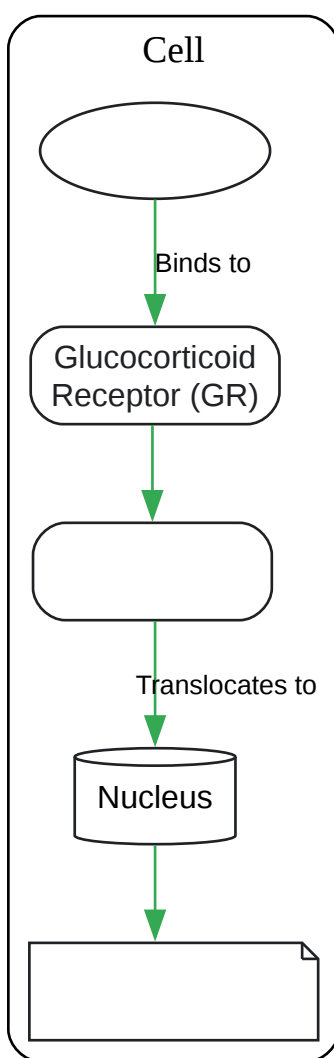 Cell
Binds to
Glucocorticoid
Receptor (GR)
Translocates to
Nucleus